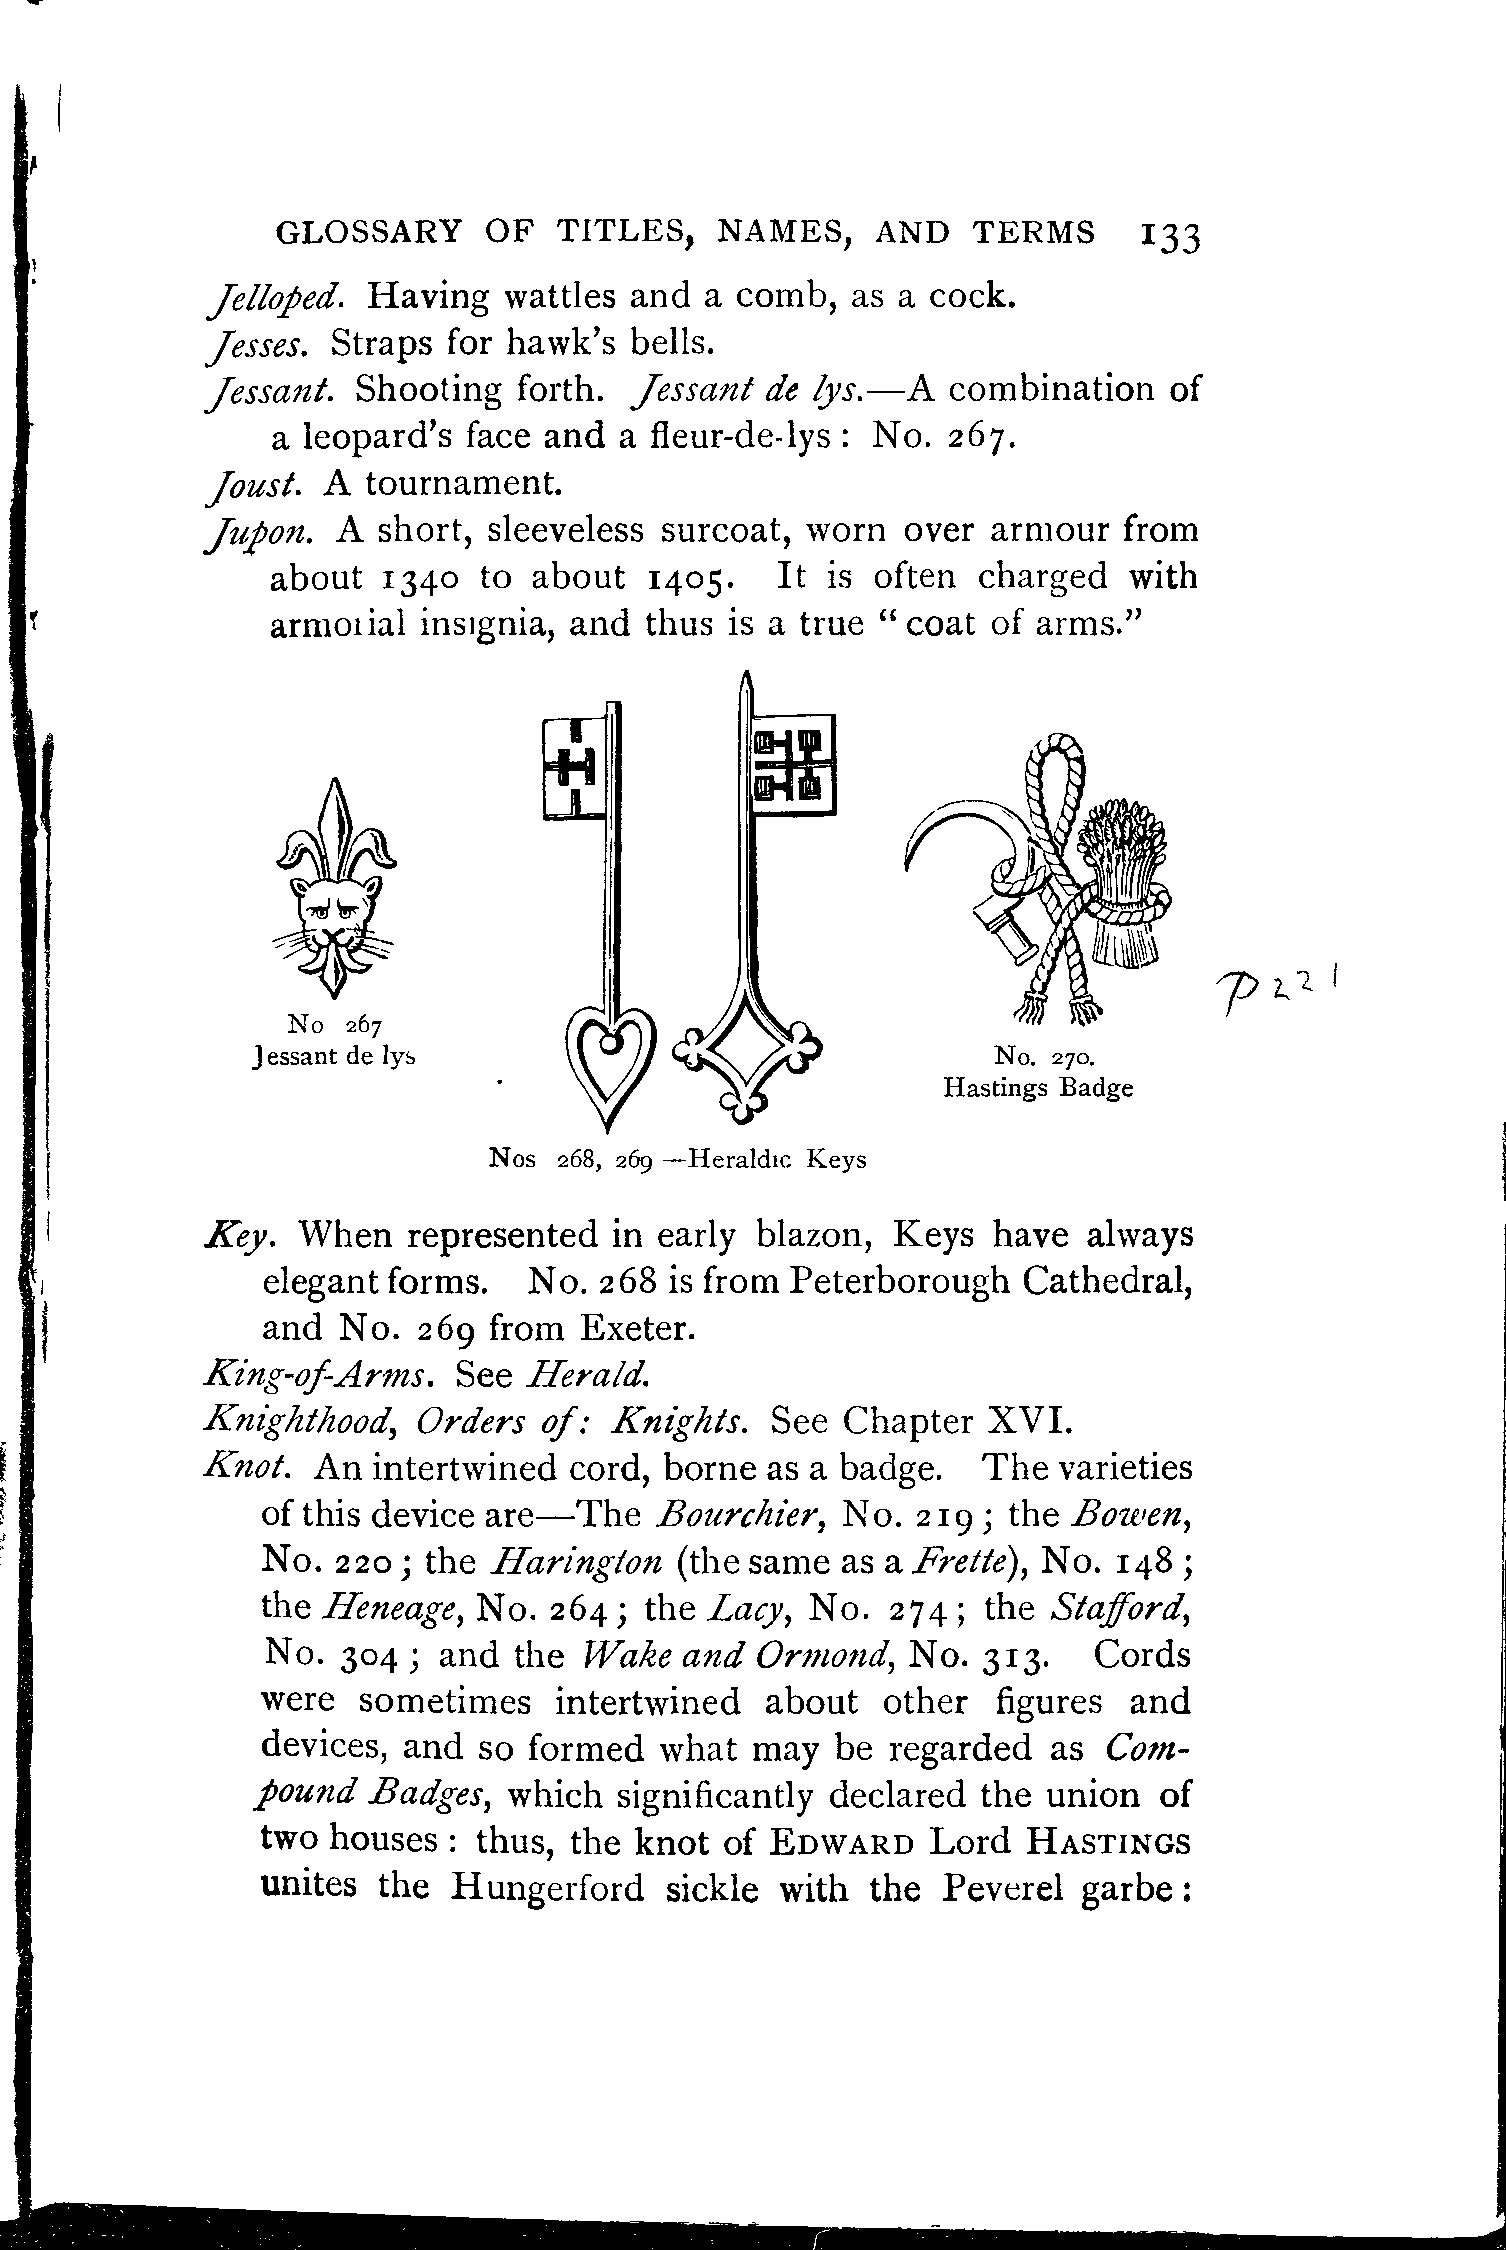 GLOSSARY OF TITLES, NAMES, AND TERMS 133
Jelloped. Having wattles and a comb, as a cock.
Jesses. Straps for hawk's bells.
Jessant. Shooting forth. Jessant de lys.—A combination of
a leopard's face and a fleur-de-lys : No. 267.
Joust. A tournament.
Jupon. A short, sleeveless surcoat, worn over armour from
about 1340 to about 1405. It is often charged with
armorial insignia, and thus is a true "coat of arms."
No 267
Jessant de lys
Nos 268, 269 —Heraldic Keys
No. 270.
Hastings Badge
p 221
Key. When represented in early blazon, Keys have always
elegant forms. No. 268 is from Peterborough Cathedral,
and No. 269 from Exeter.
King-of-Arms. See Herald.
Knighthood, Orders of: Knights. See Chapter XVI.
Knot. An intertwined cord, borne as a badge. The varieties
of this device are—The Bourchier, No. 219 ; the Bowen,
No. 220 ; the Harington (the same as a Frette), No. 148 ;
the Heneage, No. 264 ; the Lacy, No. 274 ; the Stafford,
No. 304 ; and the Wake and Ormond, No. 313. Cords
were sometimes intertwined about other figures and
devices, and so formed what may be regarded as Com-
pound Badges, which significantly declared the union of
two houses : thus, the knot of EDWARD Lord HASTINGS
unites the Hungerford sickle with the Peverel garbe :